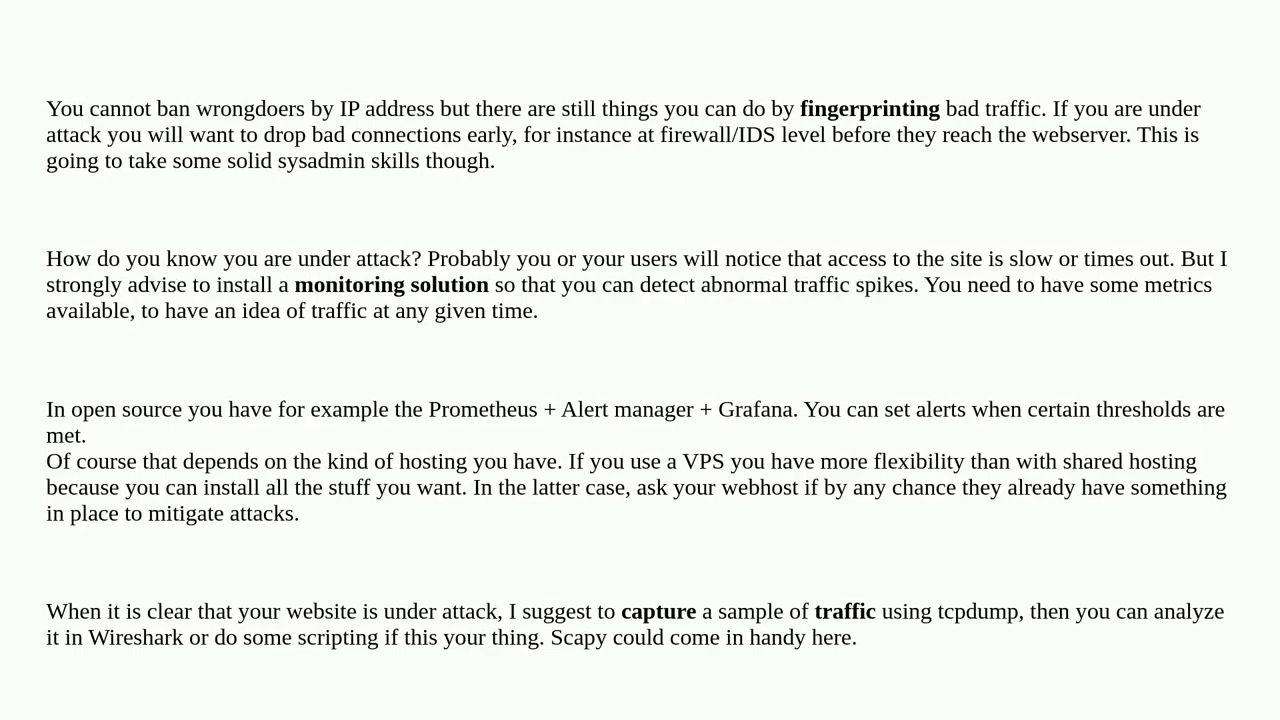 You cannot ban wrongdoers by IP address but there are still things you can do by fingerprinting bad traffic. If you are under
attack you will want to drop bad connections early, for instance at firewall/IDS level before they reach the webserver. This is
going to take some solid sysadmin skills though.
How do you know you are under attack? Probably you or your users will notice that access to the site is slow or times out. But I
strongly advise to install a monitoring solution so that you can detect abnormal traffic spikes. You need to have some metrics
available, to have an idea of traffic at any given time.
In open source you have for example the Prometheus + Alert manager + Grafana. You can set alerts when certain thresholds are
met.
Of course that depends on the kind of hosting you have. If you use a VPS you have more flexibility than with shared hosting
because you can install all the stuff you want. In the latter case, ask your webhost if by any chance they already have something
in place to mitigate attacks.
When it is clear that your website is under attack, I suggest to capture a sample of traffic using tcpdump, then you can analyze
it in Wireshark or do some scripting if this your thing. Scapy could come in handy here.